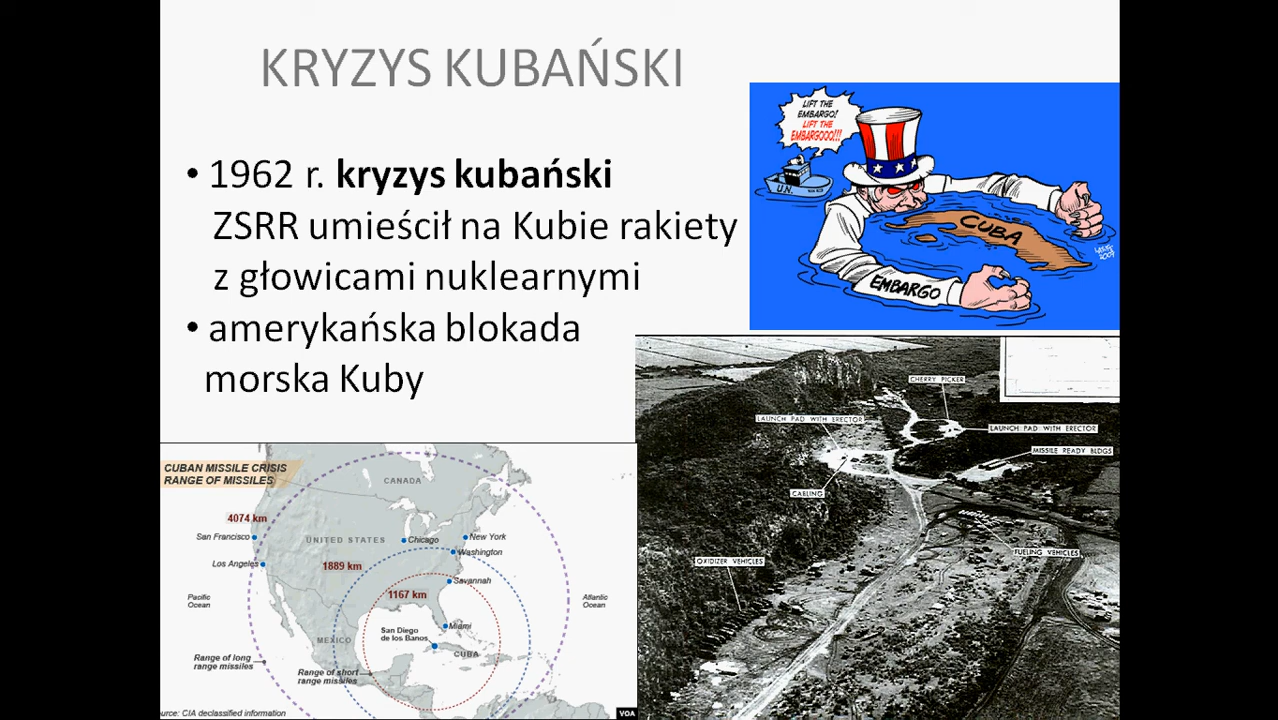 KRYZYS KUBAŃSKI
• 1962 r. kryzys kubański
ZSRR umieścił na Kubie rakiety
z głowicami nuklearnymi
• amerykańska blokada
morska Kuby
LIFT THE
EMBARGO!
LIFT THE
EMBARGOOO!!!
U.N.
CUBA
EMBARGO
2009
CHERRY PICKER
LAUNCH PAD WITH ERECTOR
LAUNCH PAD WITH ERECTOR
MISSILE READY BLDGS
CABLING
FUELING VEHICLES
OXIDIZER VEHICLES
CUBAN MISSILE CRISIS
RANGE OF MISSILES
CANADA
4074 km
San Francisco
UNITED STATES
Chicago
New York
Washington
Los Angeles
1889 km
Savannah
1167 km
Pacific
Ocean
Atlantic
Ocean
San Diego
de los Banos
Miami
MEXICO
CUBA
Range of long
range missiles
Range of short
range missiles
ource: CIA declassified information
VOA